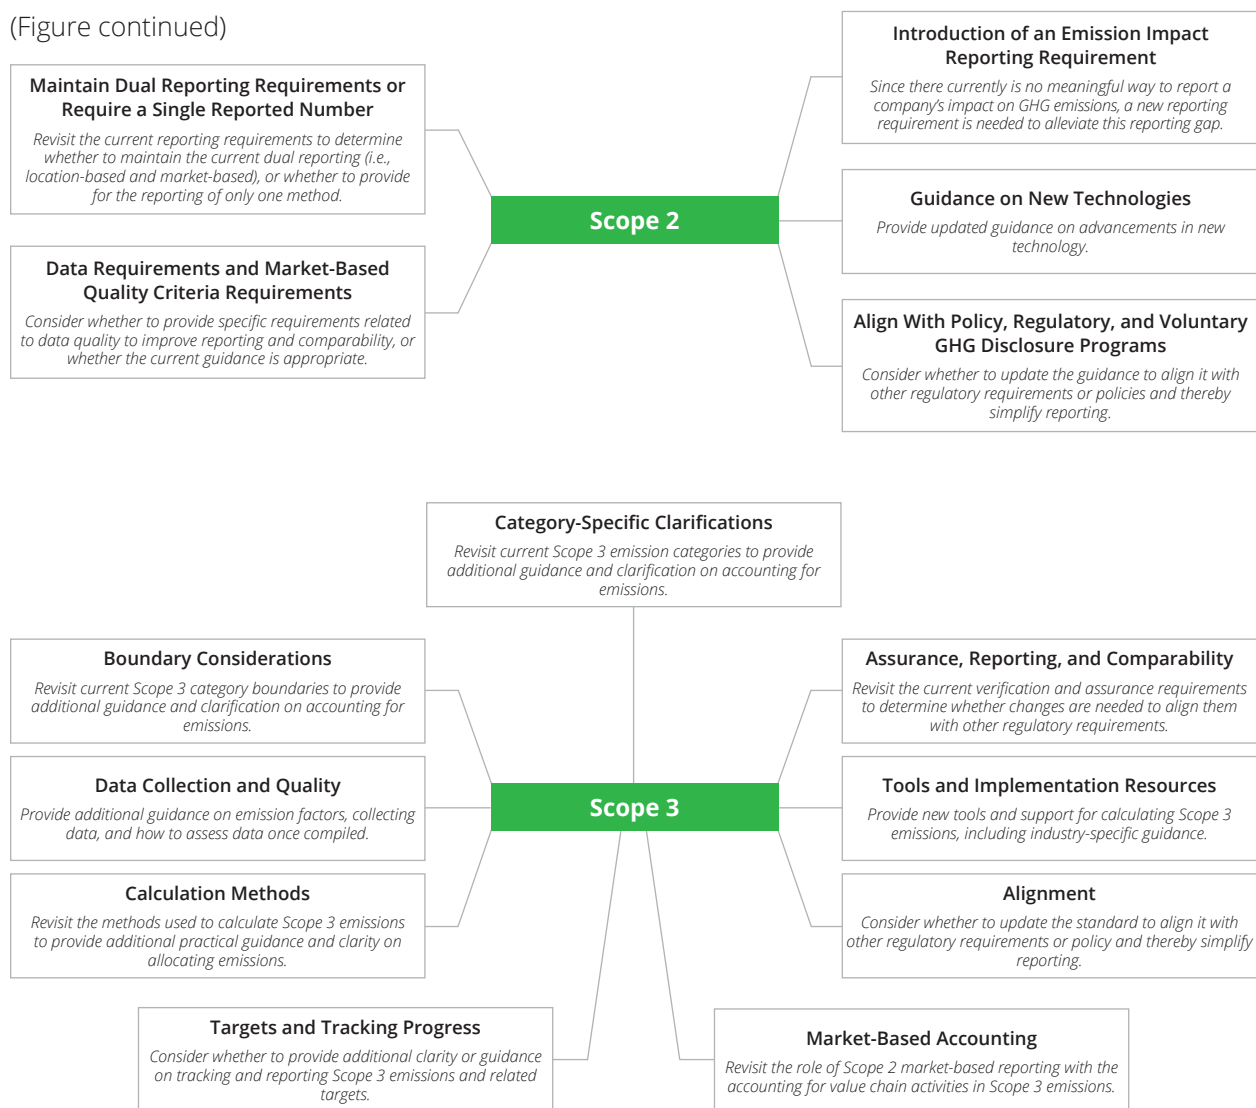 (Figure continued)
Maintain Dual Reporting Requirements or
Require a Single Reported Number
Revisit the current reporting requirements to determine
whether to maintain the current dual reporting (i.e.,
location-based and market-based), or whether to provide
for the reporting of only one method.
Data Requirements and Market-Based
Quality Criteria Requirements
Consider whether to provide specific requirements related
to data quality to improve reporting and comparability, or
whether the current guidance is appropriate.
Scope 2
Introduction of an Emission Impact
Reporting Requirement
Since there currently is no meaningful way to report a
company’s impact on GHG emissions, a new reporting
requirement is needed to alleviate this reporting gap.
Guidance on New Technologies
Provide updated guidance on advancements in new
technology.
Align With Policy, Regulatory, and Voluntary
GHG Disclosure Programs
Consider whether to update the guidance to align it with
other regulatory requirements or policies and thereby
simplify reporting.
Category-Specific Clarifications
Revisit current Scope 3 emission categories to provide
additional guidance and clarification on accounting for
emissions.
Boundary Considerations
Revisit current Scope 3 category boundaries to provide
additional guidance and clarification on accounting for
emissions.
Data Collection and Quality
Provide additional guidance on emission factors, collecting
data, and how to assess data once compiled.
Calculation Methods
Revisit the methods used to calculate Scope 3 emissions
to provide additional practical guidance and clarity on
allocating emissions.
Scope 3
Assurance, Reporting, and Comparability
Revisit the current verification and assurance requirements
to determine whether changes are needed to align them
with other regulatory requirements.
Tools and Implementation Resources
Provide new tools and support for calculating Scope 3
emissions, including industry-specific guidance.
Alignment
Consider whether to update the standard to align it with
other regulatory requirements or policy and thereby simplify
reporting.
Targets and Tracking Progress
Consider whether to provide additional clarity or guidance
on tracking and reporting Scope 3 emissions and related
targets.
Market-Based Accounting
Revisit the role of Scope 2 market-based reporting with the
accounting for value chain activities in Scope 3 emissions.